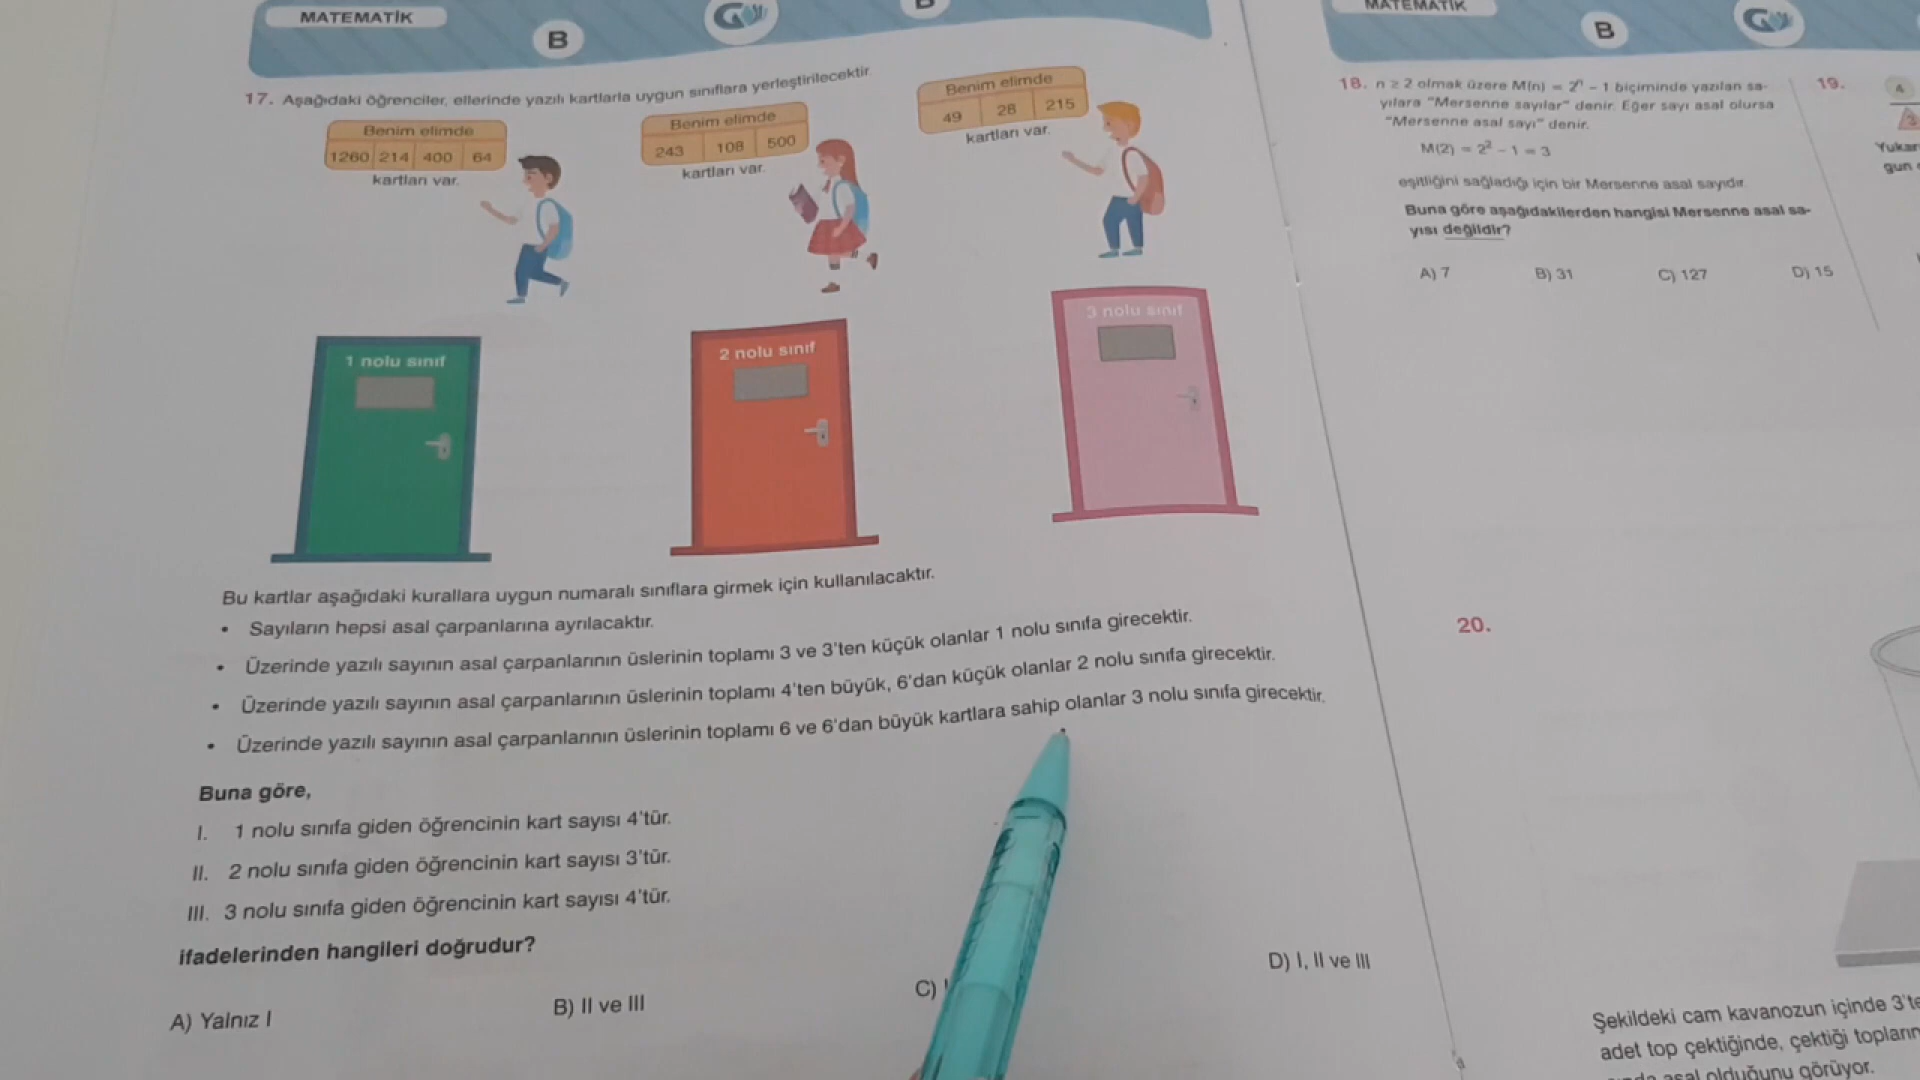 MATEMATİK
B
17. Aşağıdaki öğrenciler, ellerinde yazılı kartlarla uygun sınıflara yerleştirilecektir.
Benim elimde
1260 214 400 64
kartları var.
Benim elimde
243 108 500
kartları var.
Benim elimde
49 28 215
kartları var.
1 nolu sınıf
2 nolu sınıf
3 nolu sınıf
Bu kartlar aşağıdaki kurallara uygun numaralı sınıflara girmek için kullanılacaktır.
• Sayıların hepsi asal çarpanlarına ayrılacaktır.
• Üzerinde yazılı sayının asal çarpanlarının üslerinin toplamı 3 ve 3'ten küçük olanlar 1 nolu sınıfa girecektir.
• Üzerinde yazılı sayının asal çarpanlarının üslerinin toplamı 4'ten büyük, 6'dan küçük olanlar 2 nolu sınıfa girecektir.
• Üzerinde yazılı sayının asal çarpanlarının üslerinin toplamı 6 ve 6'dan büyük kartlara sahip olanlar 3 nolu sınıfa girecektir.
Buna göre,
I. 1 nolu sınıfa giden öğrencinin kart sayısı 4'tür.
II. 2 nolu sınıfa giden öğrencinin kart sayısı 3'tür.
III. 3 nolu sınıfa giden öğrencinin kart sayısı 4'tür.
ifadelerinden hangileri doğrudur?
A) Yalnız I
B) II ve III
C)
D) I, II ve III
MATEMATİK
B
18. n ≥ 2 olmak üzere M(n) = 2ⁿ - 1 biçiminde yazılan sa-
yılara "Mersenne sayılar" denir. Eğer sayı asal olursa
"Mersenne asal sayı" denir.
M(2) = 2² - 1 = 3
eşitliğini sağladığı için bir Mersenne asal sayıdır.
Buna göre aşağıdakilerden hangisi Mersenne asal sa-
yısı değildir?
A) 7
B) 31
C) 127
D) 15
19.
Yukar
gun
20.
Şekildeki cam kavanozun içinde 3'te
adet top çektiğinde, çektiği topların
asal olduğunu görüyor.